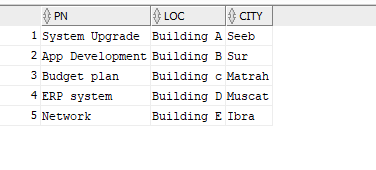 PN LOC CITY
1 System Upgrade Building A Seeb
2 App Development Building B Sur
3 Budget plan Building c Matrah
4 ERP system Building D Muscat
5 Network Building E Ibra